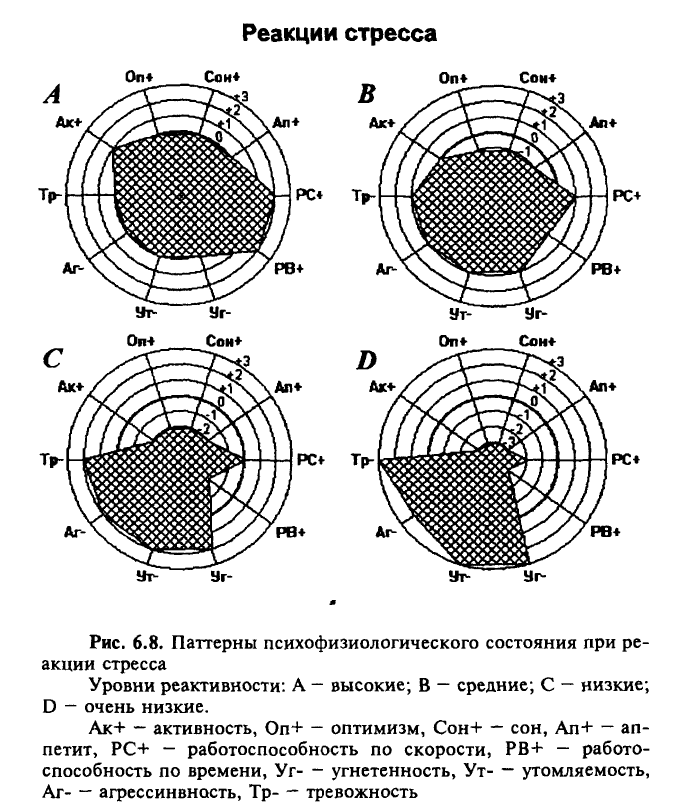 Реакции стресса
A
Оп+ Сон+
+3
+2
+1
0
Ак+ Ап+
Тр- РС+
Аг- РВ+
Ут- Уг-
B
Оп+ Сон+
+3
+2
+1
0
-1
Ак+ Ап+
Тр- РС+
Аг- РВ+
Ут- Уг-
C
Оп+ Сон+
+3
+2
+1
0
-1
-2
Ак+ Ап+
Тр- РС+
Аг- РВ+
Ут- Уг-
D
Оп+ Сон+
+3
+2
+1
0
-1
-2
-3
Ак+ Ап+
Тр- РС+
Аг- РВ+
Ут- Уг-
Рис. 6.8. Паттерны психофизиологического состояния при ре-
акции стресса
Уровни реактивности: А – высокие; В – средние; С – низкие;
D – очень низкие.
Ак+ – активность, Оп+ – оптимизм, Сон+ – сон, Ап+ – ап-
петит, РС+ – работоспособность по скорости, РВ+ – работо-
способность по времени, Уг- – угнетенность, Ут- – утомляемость,
Аг- – агрессинвность, Тр- – тревожность